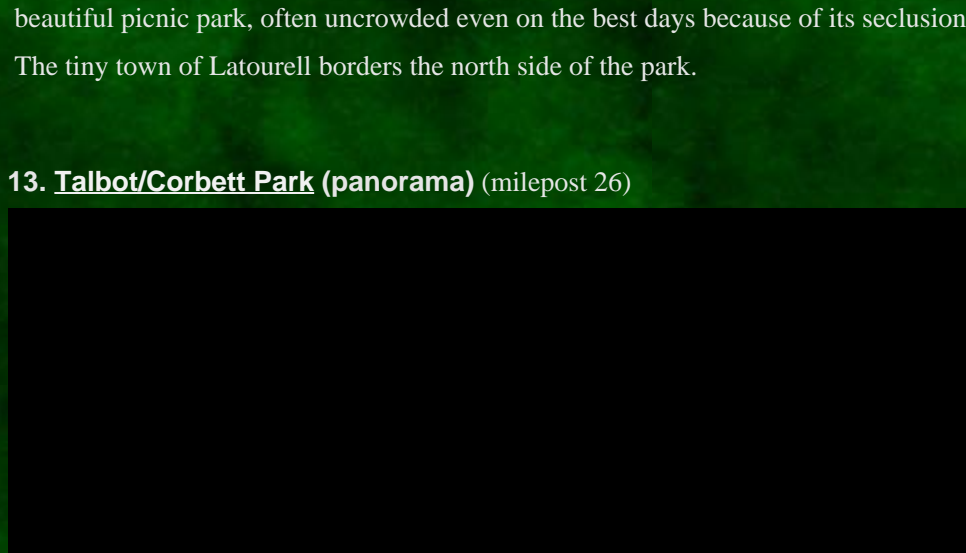 beautiful picnic park, often uncrowded even on the best days because of its seclusion
The tiny town of Latourell borders the north side of the park.
13. Talbot/Corbett Park (panorama) (milepost 26)